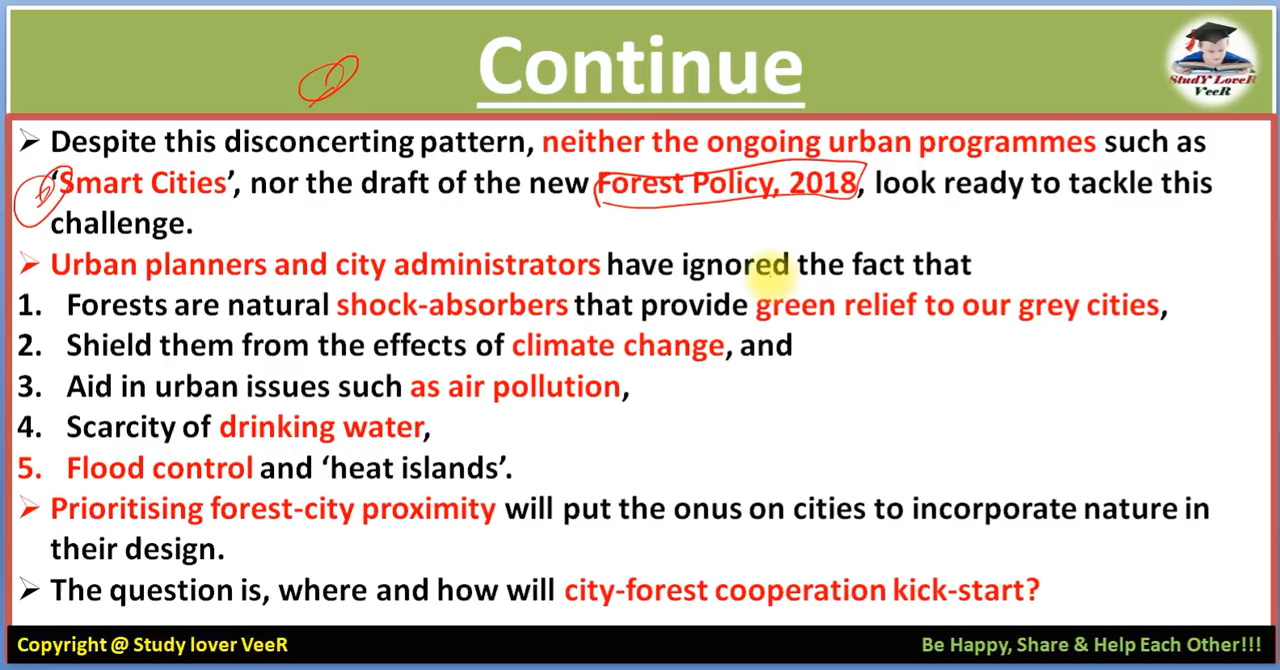 Continue
StudY LoveR
VeeR
➢ Despite this disconcerting pattern, neither the ongoing urban programmes such as
‘Smart Cities’, nor the draft of the new Forest Policy, 2018, look ready to tackle this
challenge.
➢ Urban planners and city administrators have ignored the fact that
1. Forests are natural shock-absorbers that provide green relief to our grey cities,
2. Shield them from the effects of climate change, and
3. Aid in urban issues such as air pollution,
4. Scarcity of drinking water,
5. Flood control and ‘heat islands’.
➢ Prioritising forest-city proximity will put the onus on cities to incorporate nature in
their design.
➢ The question is, where and how will city-forest cooperation kick-start?
Copyright @ Study lover VeeR
Be Happy, Share & Help Each Other!!!